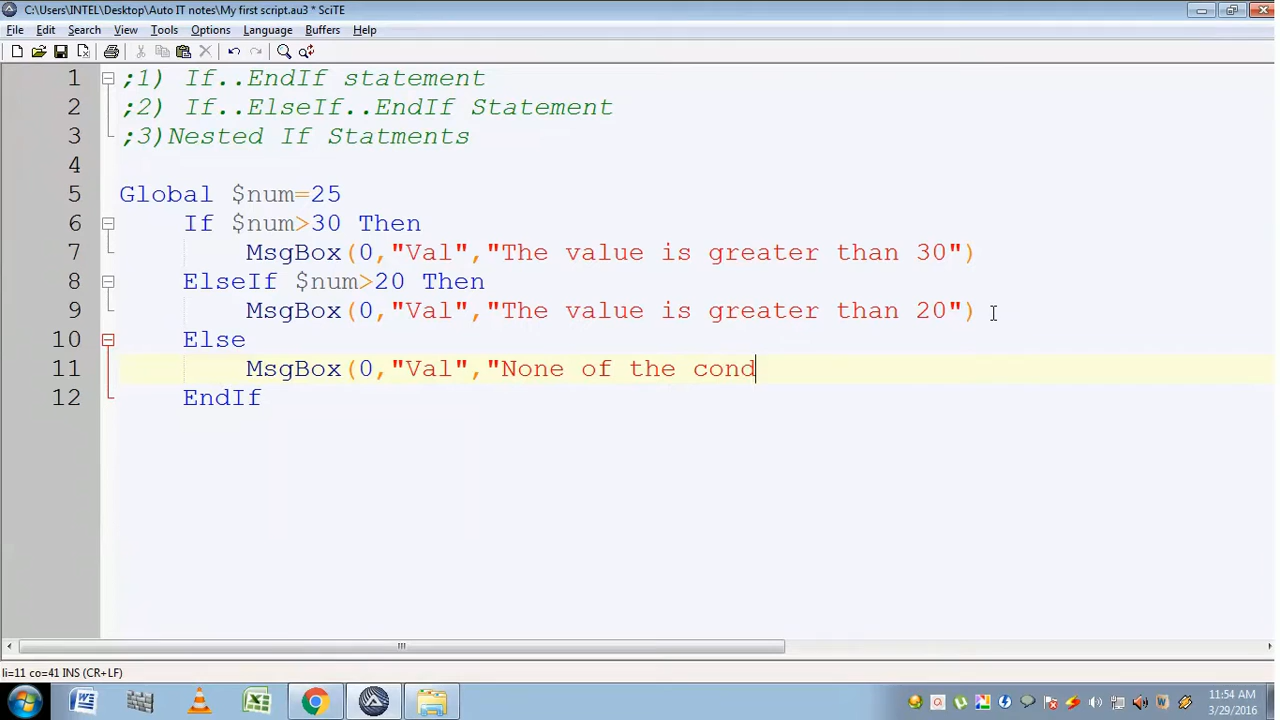 C:\Users\INTEL\Desktop\Auto IT notes\My first script.au3 * SciTE
File Edit Search View Tools Options Language Buffers Help
1 ;1) If..EndIf statement
2 ;2) If..ElseIf..EndIf Statement
3 ;3)Nested If Statments
4
5 Global $num=25
6 If $num>30 Then
7 MsgBox(0,"Val","The value is greater than 30")
8 ElseIf $num>20 Then
9 MsgBox(0,"Val","The value is greater than 20")
10 Else
11 MsgBox(0,"Val","None of the cond
12 EndIf
li=11 co=41 INS (CR+LF)
11:54 AM
3/29/2016